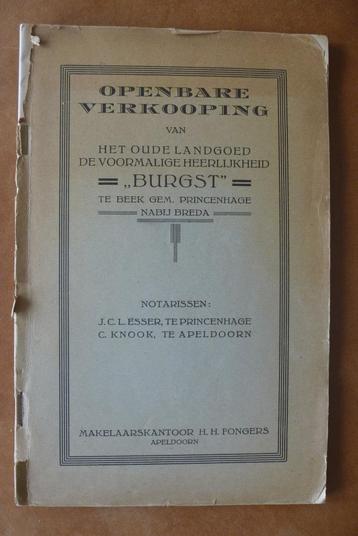 OPENBARE
VERKOOPING
VAN
HET OUDE LANDGOED
DE VOORMALIGE HEERLIJKHEID
„BURGST”
TE BEEK GEM. PRINCENHAGE
NABIJ BREDA
NOTARISSEN:
J. C. L. ESSER, TE PRINCENHAGE
C. KNOOK, TE APELDOORN
MAKELAARSKANTOOR H. H. FONGERS
APELDOORN